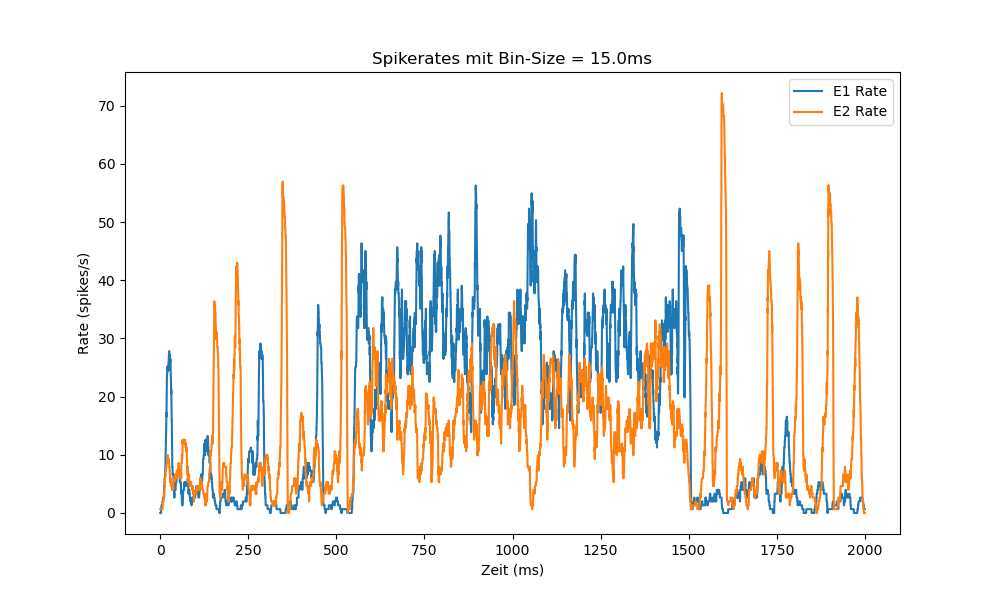 Spikerates mit Bin-Size = 15.0ms
E1 Rate
E2 Rate
Rate (spikes/s)
70
60
50
40
30
20
10
0
0 250 500 750 1000 1250 1500 1750 2000
Zeit (ms)